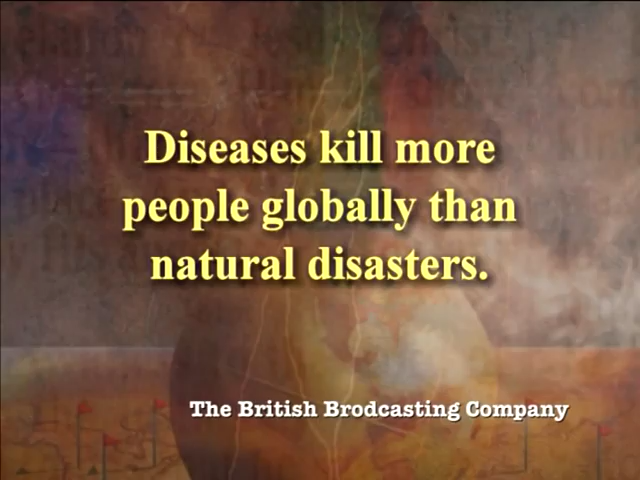 Diseases kill more
people globally than
natural disasters.
The British Brodcasting Company